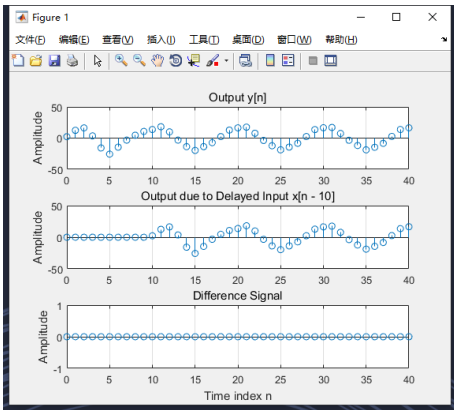 Figure 1
文件(F) 编辑(E) 查看(V) 插入(I) 工具(T) 桌面(D) 窗口(W) 帮助(H)
Output y[n]
Amplitude
50
0
-50
0 5 10 15 20 25 30 35 40
Output due to Delayed Input x[n - 10]
Amplitude
50
0
-50
0 5 10 15 20 25 30 35 40
Difference Signal
Amplitude
1
0
-1
0 5 10 15 20 25 30 35 40
Time index n